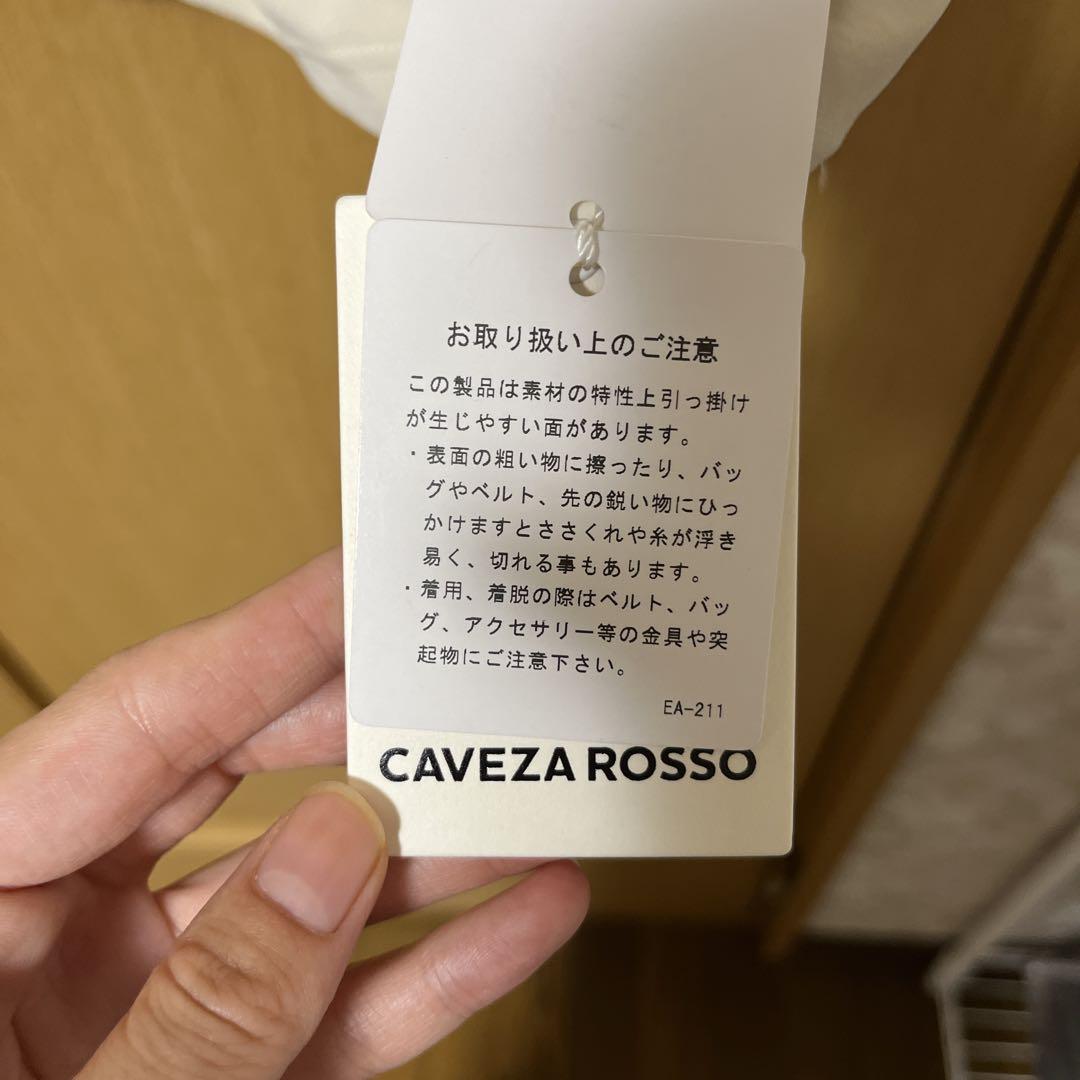 お取り扱い上のご注意
この製品は素材の特性上引っ掛け
が生じやすい面があります。
・表面の粗い物に擦ったり、バッ
グやベルト、先の鋭い物にひっ
かけますとささくれや糸が浮き
易く、切れる事もあります。
・着用、着脱の際はベルト、バッ
グ、アクセサリー等の金具や突
起物にご注意下さい。
EA-211
CAVEZA ROSSO